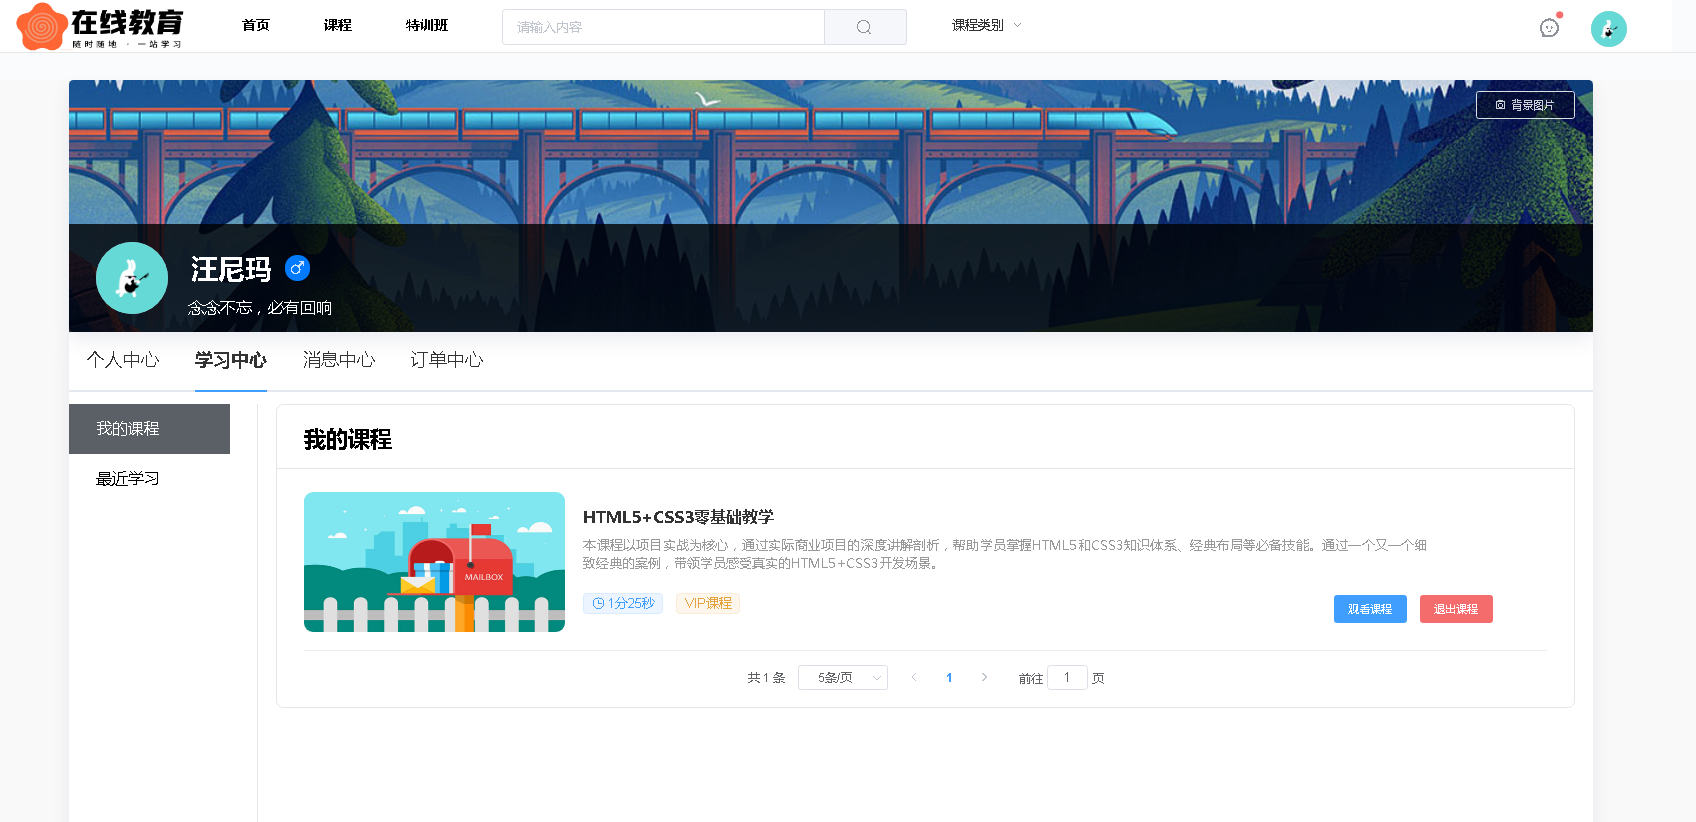 在线教育
随时随地 · 一站学习
首页 课程 特训班 请输入内容 课程类别
背景图片
汪尼玛
念念不忘，必有回响
个人中心 学习中心 消息中心 订单中心
我的课程
最近学习
我的课程
MAILBOX
HTML5+CSS3零基础教学
本课程以项目实战为核心，通过实际商业项目的深度讲解剖析，帮助学员掌握HTML5和CSS3知识体系、经典布局等必备技能。通过一个又一个细
致经典的案例，带领学员感受真实的HTML5+CSS3开发场景。
1分25秒 VIP课程
观看课程 退出课程
共 1 条 5条/页 1 前往 1 页